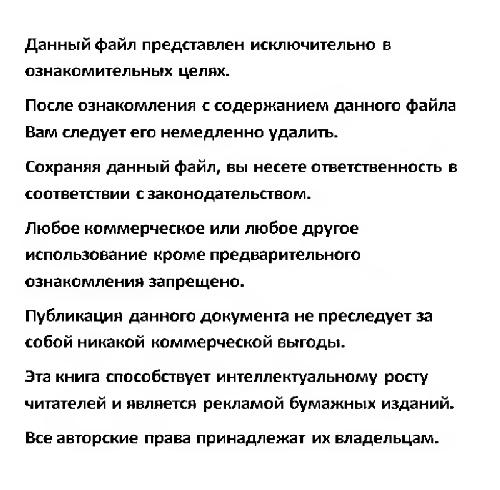 Данный файл представлен исключительно в
ознакомительных целях.
После ознакомления с содержанием данного файла
Вам следует его немедленно удалить.
Сохраняя данный файл, вы несете ответственность в
соответствии с законодательством.
Любое коммерческое или любое другое
использование кроме предварительного
ознакомления запрещено.
Публикация данного документа не преследует за
собой никакой коммерческой выгоды.
Эта книга способствует интеллектуальному росту
читателей и является рекламой бумажных изданий.
Все авторские права принадлежат их владельцам.